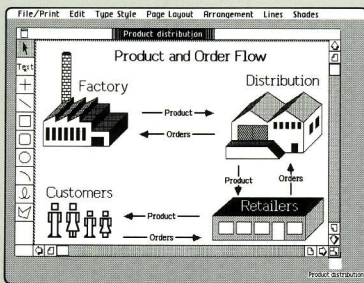 File/Print Edit Type Style Page Layout Arrangement Lines Shades
Product distribution
Text
Product and Order Flow
Factory
Distribution
Product
Orders
Product
Orders
Customers
Retailers
Product
Orders
Product distribution